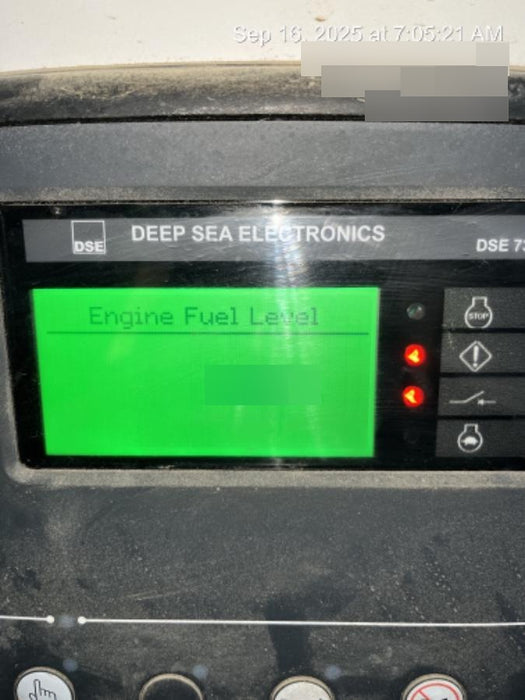 Sep 16, 2025 at 7:05:21 AM
DSE
DEEP SEA ELECTRONICS
DSE 73
Engine Fuel Level
STOP